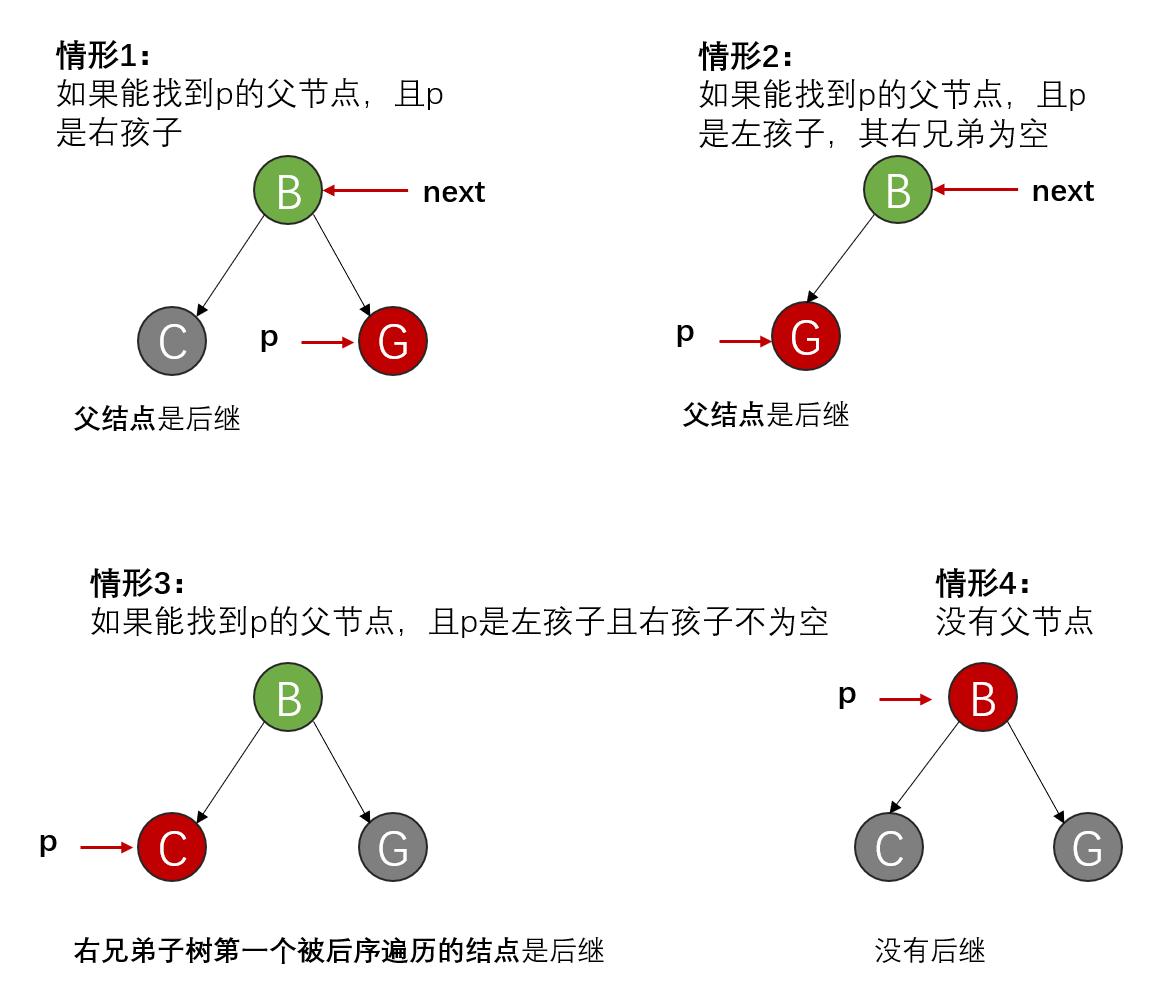 情形1：
如果能找到p的父节点，且p
是右孩子
B
next
C
p
G
父结点是后继
情形2：
如果能找到p的父节点，且p
是左孩子，其右兄弟为空
B
next
p
G
父结点是后继
情形3：
如果能找到p的父节点，且p是左孩子且右孩子不为空
B
p
C
G
右兄弟子树第一个被后序遍历的结点是后继
情形4：
没有父节点
p
B
C
G
没有后继